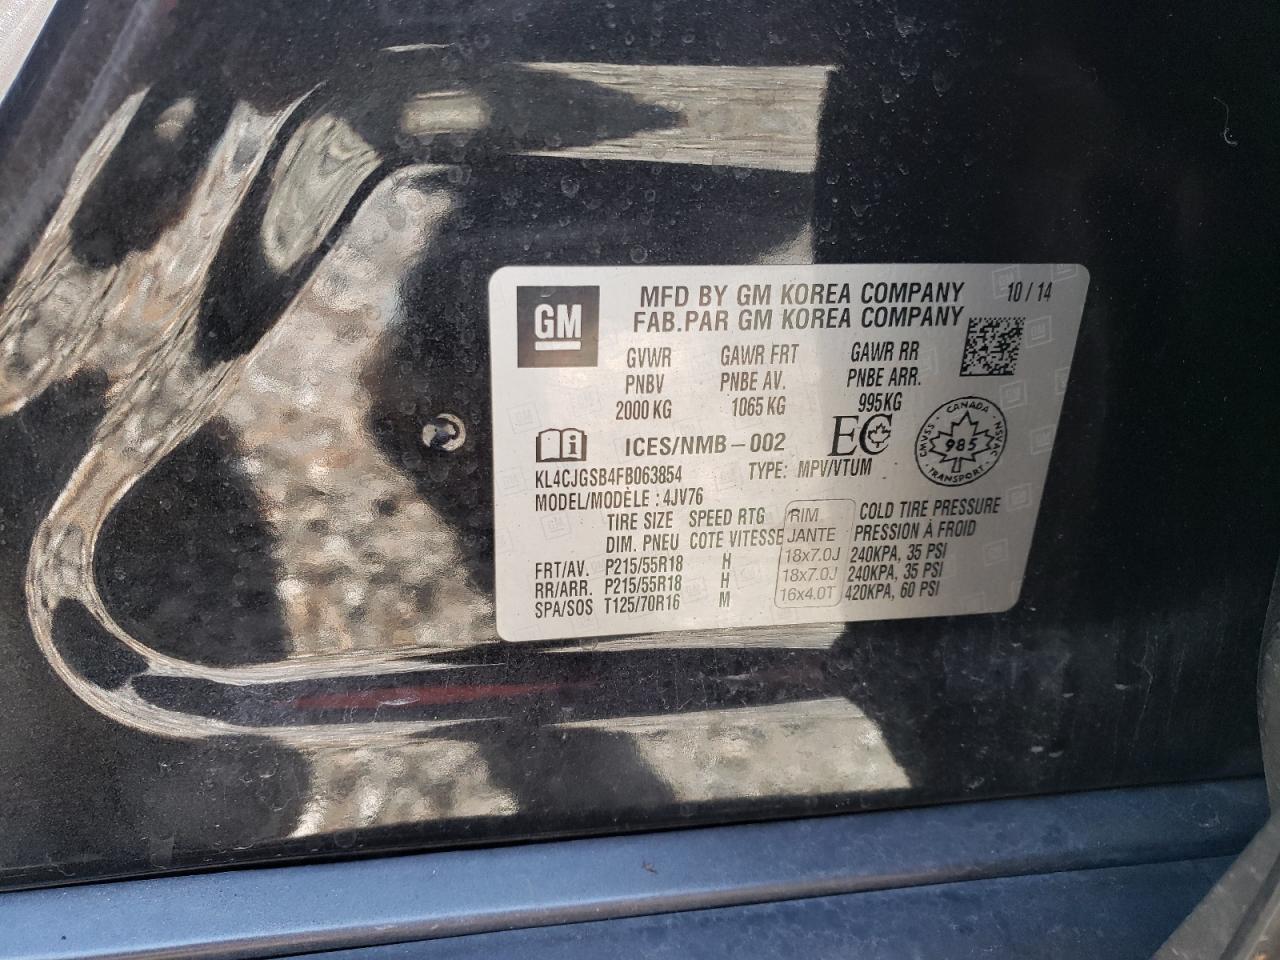 GM
MFD BY GM KOREA COMPANY 10 / 14
FAB.PAR GM KOREA COMPANY
GVWR GAWR FRT GAWR RR
PNBV PNBE AV. PNBE ARR.
2000 KG 1065 KG 995KG
ICES/NMB-002 EC
CANADA
CMVSS 985 NSVAC
TRANSPORT
KL4CJGSB4FB063854 TYPE: MPV/VTUM
MODEL/MODÈLE : 4JV76
TIRE SIZE SPEED RTG RIM COLD TIRE PRESSURE
DIM. PNEU COTE VITESSE JANTE PRESSION À FROID
FRT/AV. P215/55R18 H 18x7.0J 240KPA, 35 PSI
RR/ARR. P215/55R18 H 18x7.0J 240KPA, 35 PSI
SPA/SOS T125/70R16 M 16x4.0T 420KPA, 60 PSI